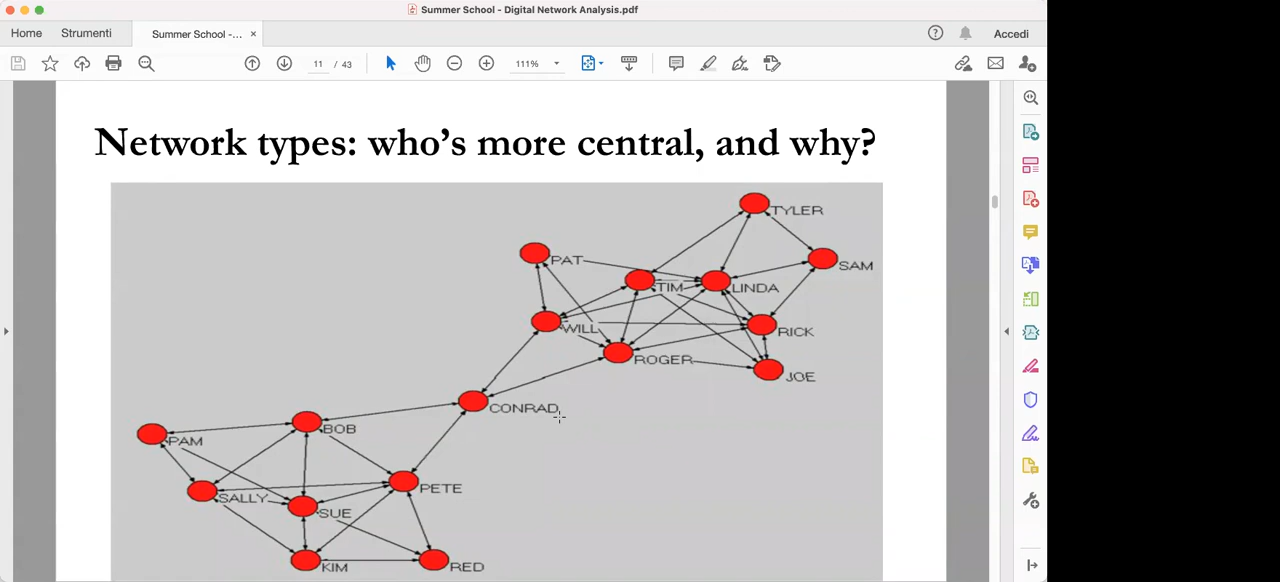 Summer School - Digital Network Analysis.pdf
Home Strumenti Summer School -... × Accedi
11 / 43 111%
Network types: who's more central, and why?
TYLER
PAT
SAM
TIM
LINDA
WILL
RICK
ROGER
JOE
CONRAD
BOB
PAM
PETE
SALLY
SUE
KIM
RED